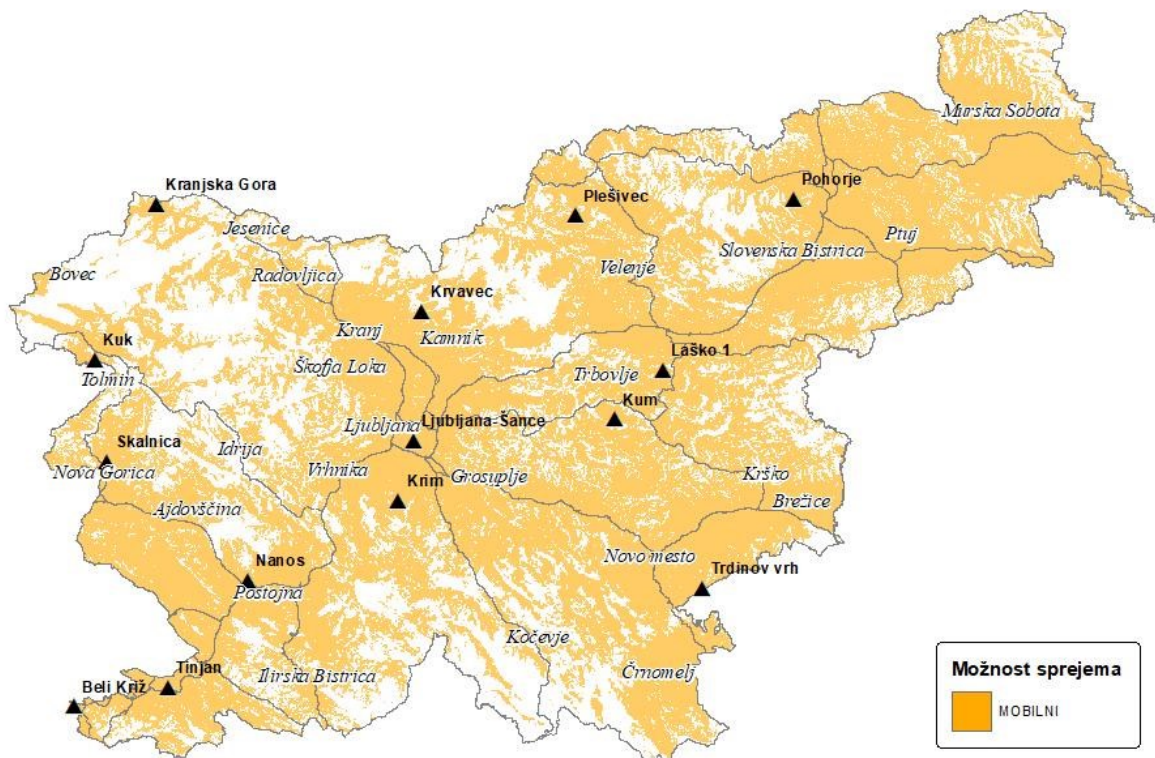 Murska Sobota
Kranjska Gora
Plešivec
Pohorje
Jesenice
Ptuj
Slovenska Bistrica
Bovec
Radovljica
Velenje
Krvavec
Kranj
Kamnik
Kuk
Škofja Loka
Tolmin
Laško 1
Trbovlje
Kum
Ljubljana
Ljubljana-Šance
Skalnica
Idrija
Nova Gorica
Vrhnika
Grosuplje
Krško
Krim
Brežice
Ajdovščina
Nanos
Novo mesto
Postojna
Trdinov vrh
Kočevje
Črnomelj
Tinjan
Ilirska Bistrica
Beli Križ
Možnost sprejema
MOBILNI